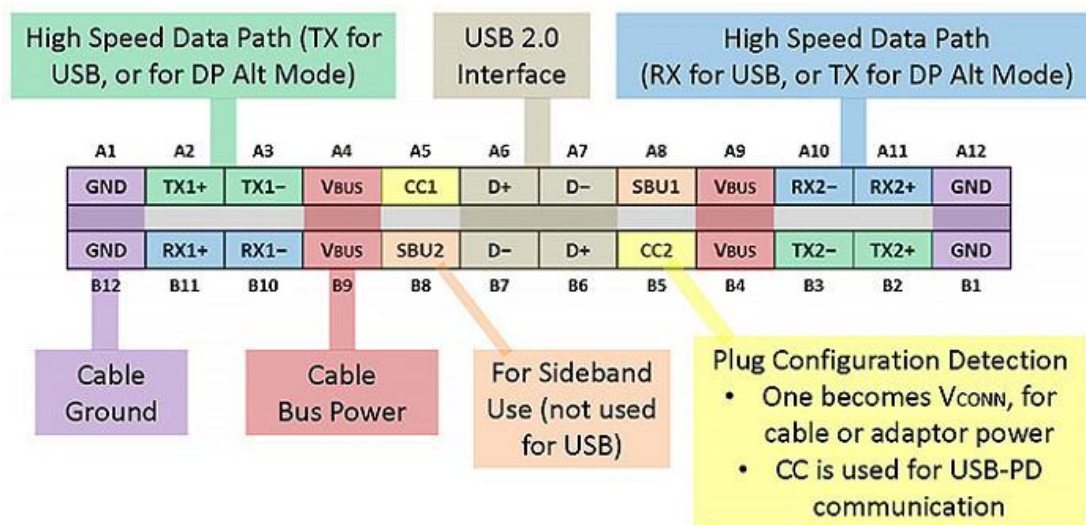 High Speed Data Path (TX for
USB, or for DP Alt Mode)
USB 2.0
Interface
High Speed Data Path
(RX for USB, or TX for DP Alt Mode)
A1 A2 A3 A4 A5 A6 A7 A8 A9 A10 A11 A12
GND TX1+ TX1− VBUS CC1 D+ D− SBU1 VBUS RX2− RX2+ GND
GND RX1+ RX1− VBUS SBU2 D− D+ CC2 VBUS TX2− TX2+ GND
B12 B11 B10 B9 B8 B7 B6 B5 B4 B3 B2 B1
Cable
Ground
Cable
Bus Power
For Sideband
Use (not used
for USB)
Plug Configuration Detection
• One becomes VCONN, for
cable or adaptor power
• CC is used for USB-PD
communication